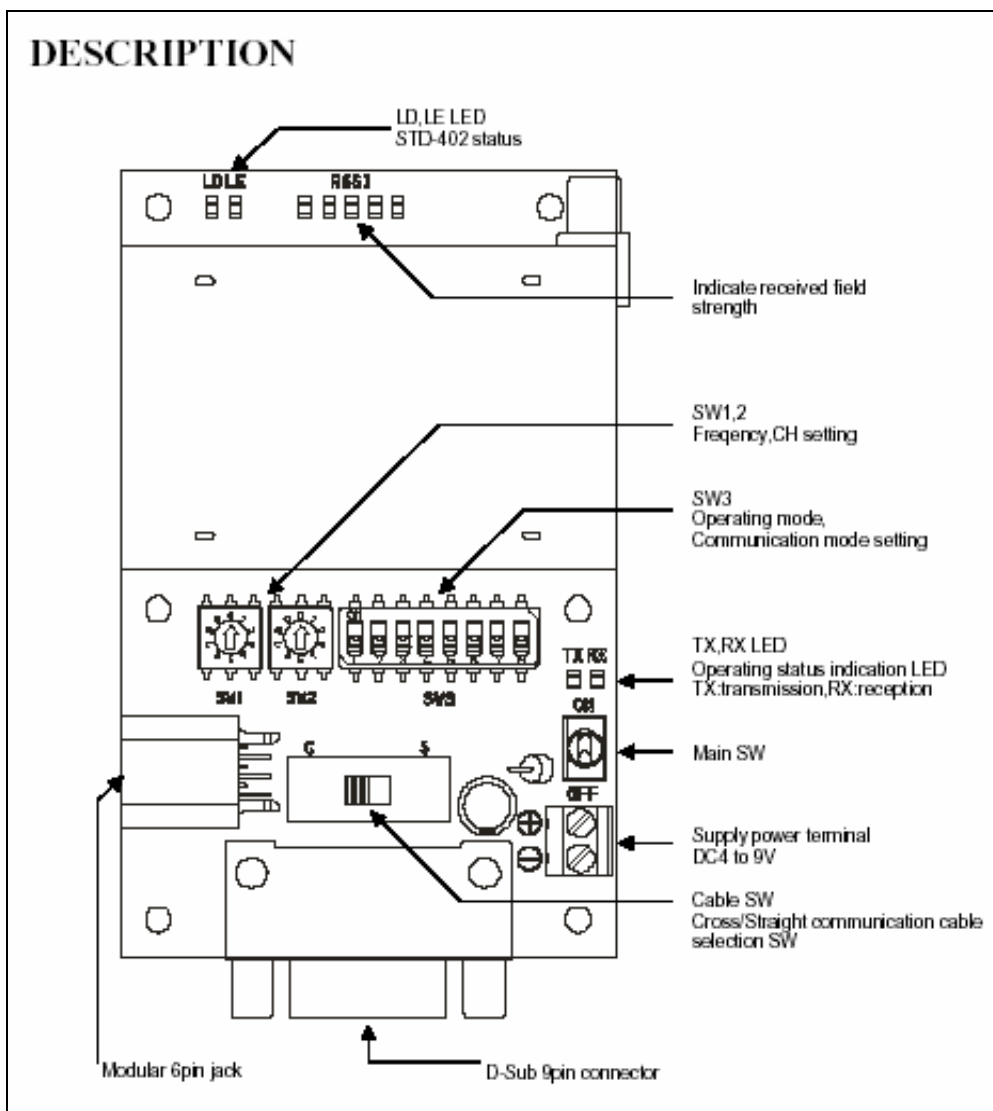 DESCRIPTION
LD,LE LED
STD-402 status
LD LE
RSSI
Indicate received field
strength
SW1,2
Freqency,CH setting
SW3
Operating mode,
Communication mode setting
TX,RX LED
Operating status indication LED
TX:transmission,RX:reception
TX RX
SW1
SW2
SW3
ON
C
S
Main SW
OFF
Supply power terminal
DC4 to 9V
Cable SW
Cross/Straight communication cable
selection SW
Modular 6pin jack
D-Sub 9pin connector